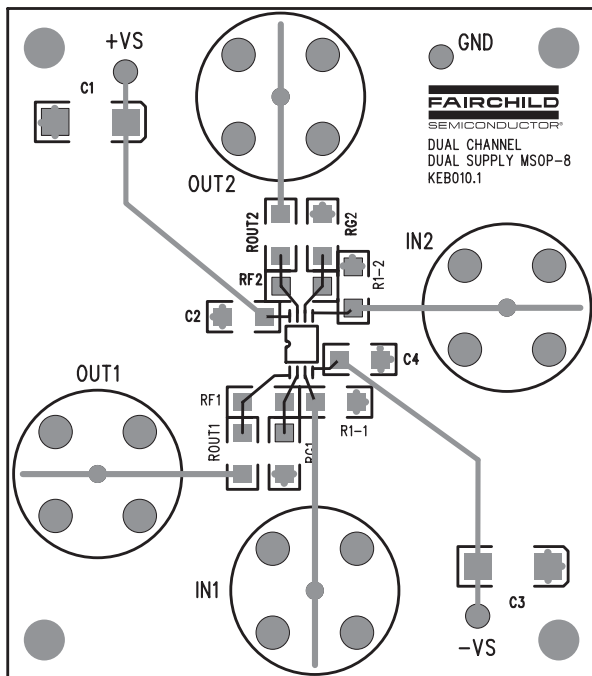 +VS
C1
GND
FAIRCHILD
SEMICONDUCTOR®
DUAL CHANNEL
DUAL SUPPLY MSOP-8
KEB010.1
OUT2
ROUT2
RG2
IN2
RF2
R1-2
C2
C4
OUT1
RF1
ROUT1
RG1
R1-1
IN1
C3
-VS